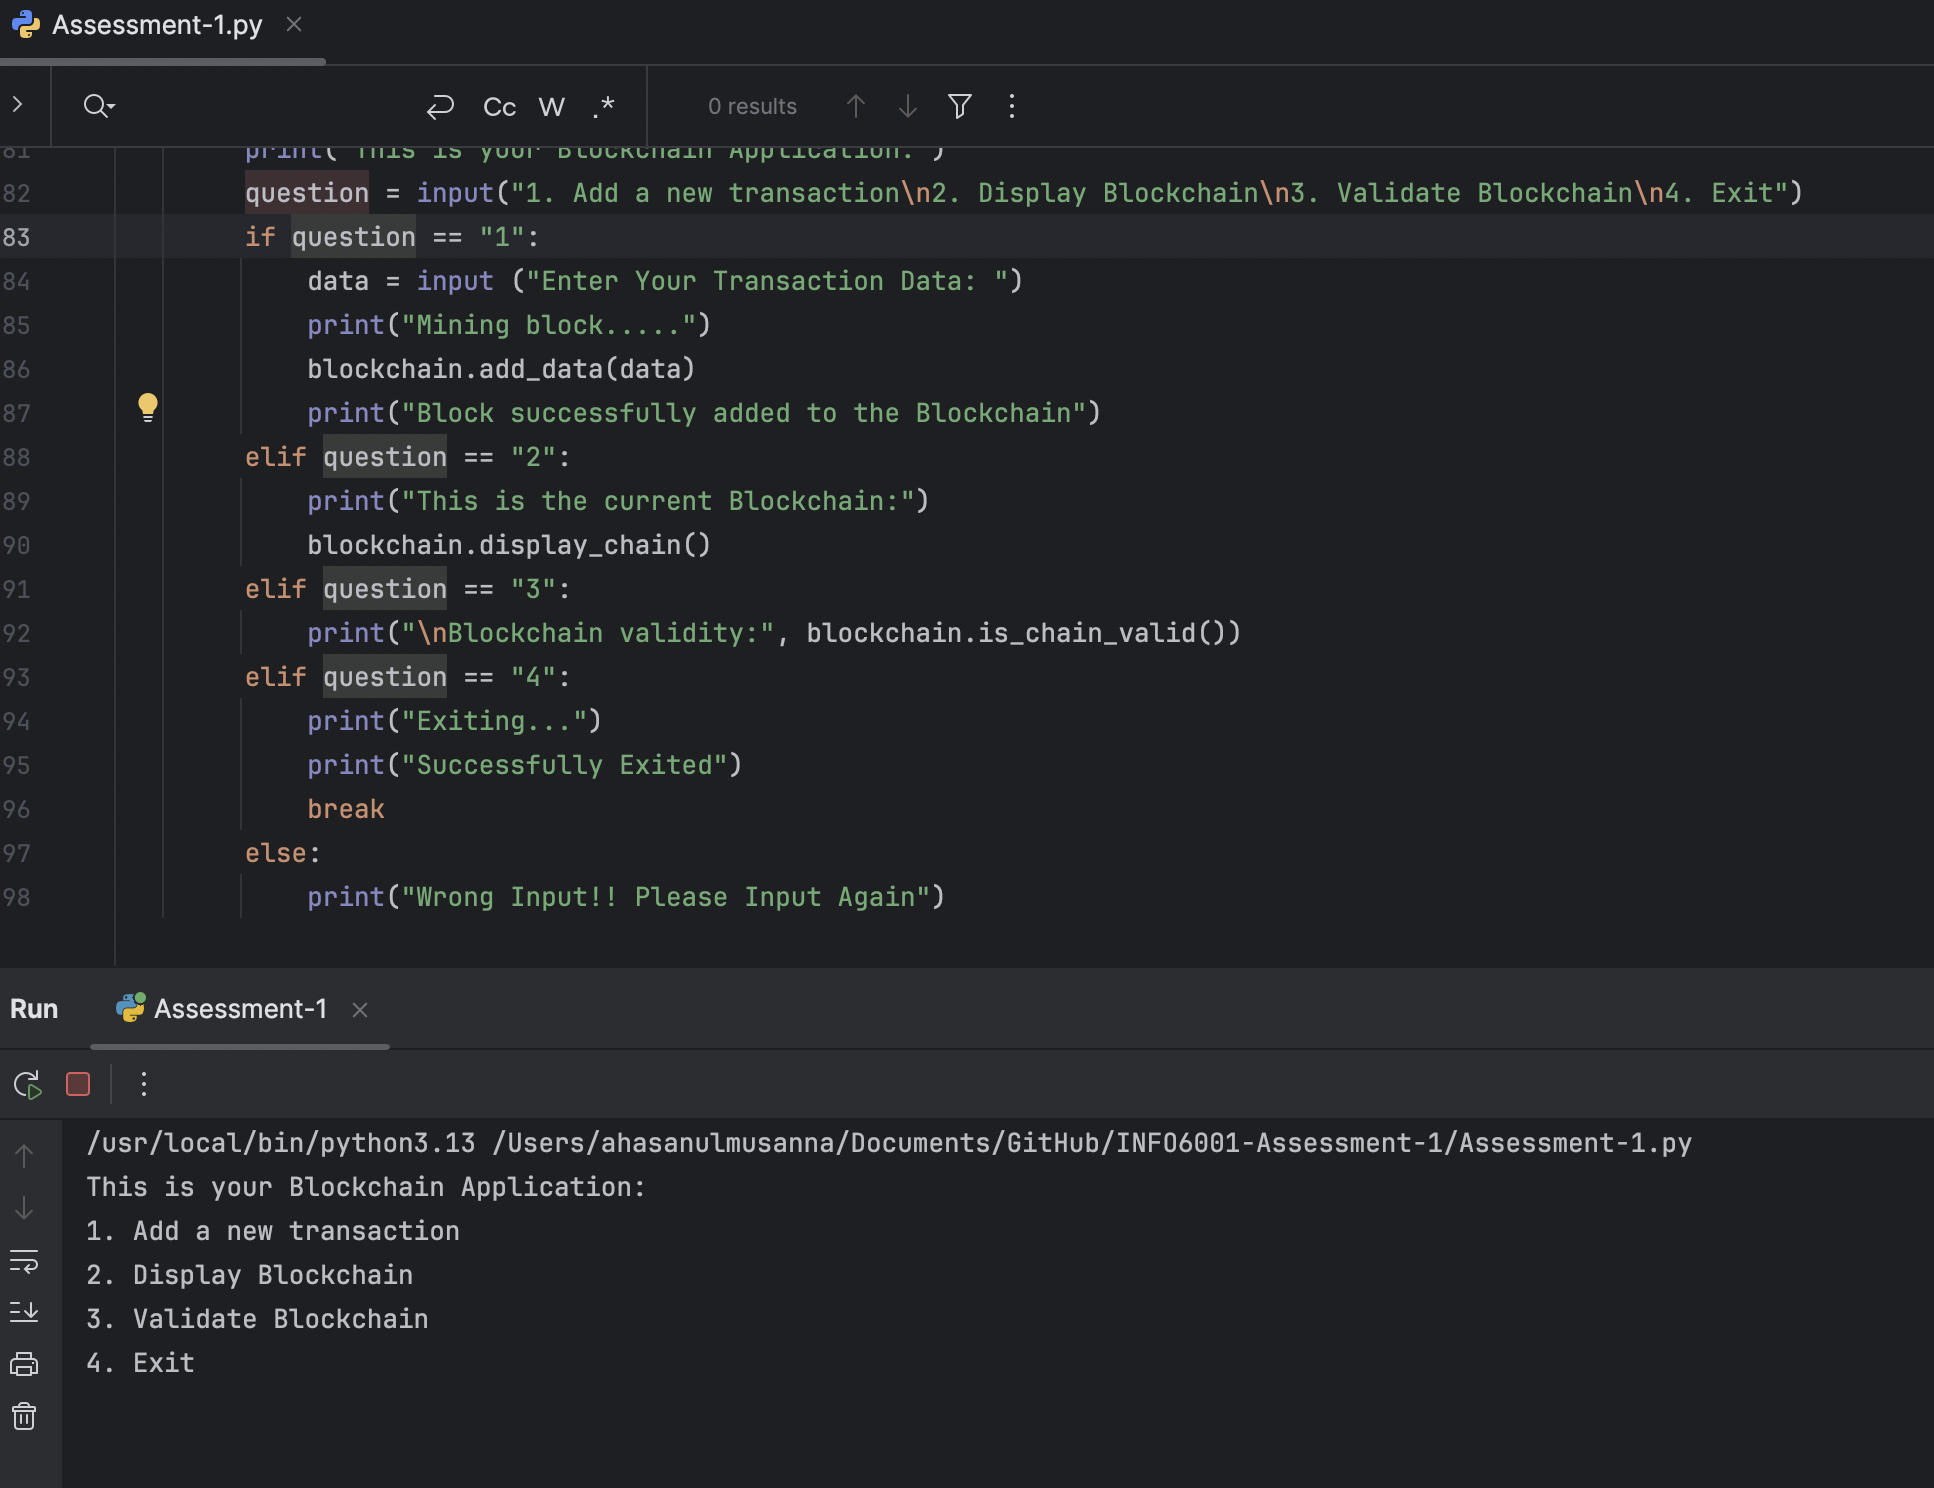 Assessment-1.py
Cc W .* 0 results
81 print("This is your Blockchain Application:")
82 question = input("1. Add a new transaction\n2. Display Blockchain\n3. Validate Blockchain\n4. Exit")
83 if question == "1":
84 data = input ("Enter Your Transaction Data: ")
85 print("Mining block.....")
86 blockchain.add_data(data)
87 print("Block successfully added to the Blockchain")
88 elif question == "2":
89 print("This is the current Blockchain:")
90 blockchain.display_chain()
91 elif question == "3":
92 print("\nBlockchain validity:", blockchain.is_chain_valid())
93 elif question == "4":
94 print("Exiting...")
95 print("Successfully Exited")
96 break
97 else:
98 print("Wrong Input!! Please Input Again")
Run Assessment-1
/usr/local/bin/python3.13 /Users/ahasanulmusanna/Documents/GitHub/INFO6001-Assessment-1/Assessment-1.py
This is your Blockchain Application:
1. Add a new transaction
2. Display Blockchain
3. Validate Blockchain
4. Exit